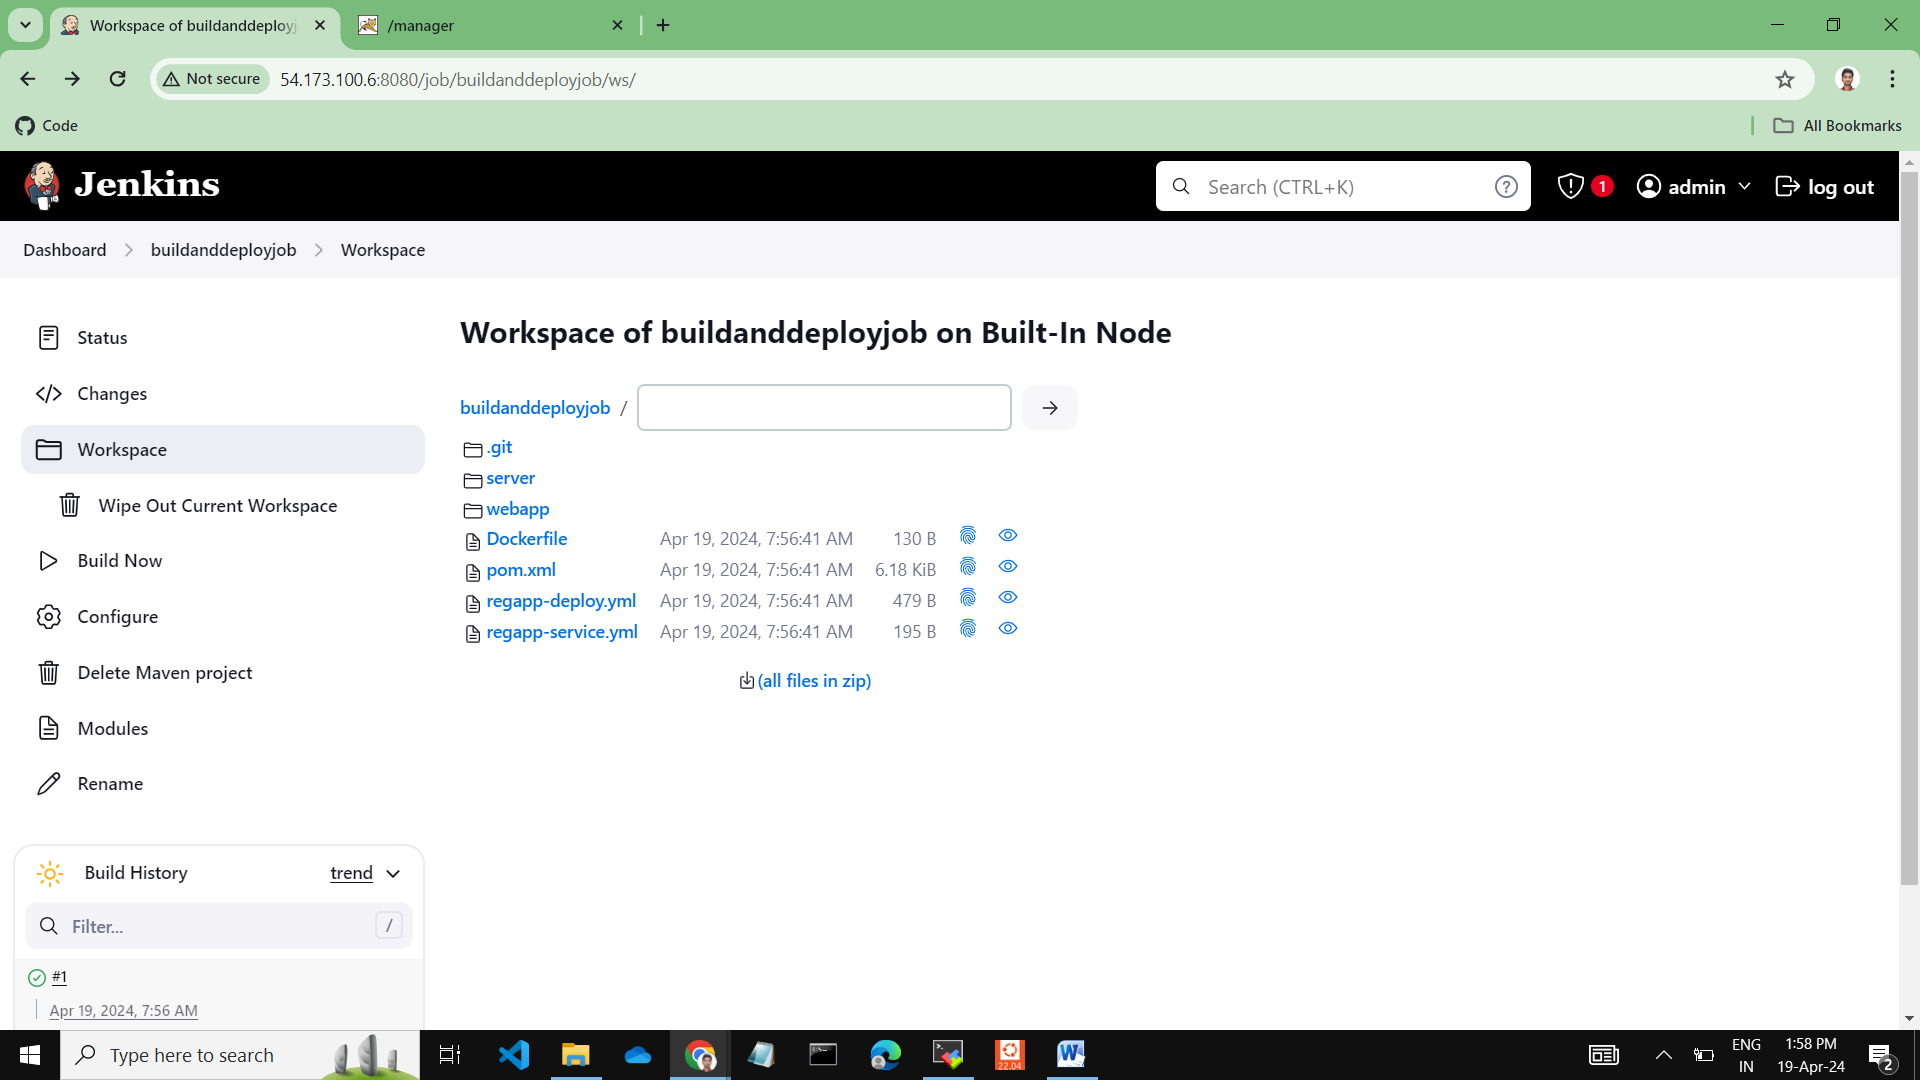 Workspace of buildanddeployj
/manager
Not secure
54.173.100.6:8080/job/buildanddeployjob/ws/
Code
All Bookmarks
Jenkins
Search (CTRL+K)
1
admin
log out
Dashboard
buildanddeployjob
Workspace
Status
Changes
Workspace
Wipe Out Current Workspace
Build Now
Configure
Delete Maven project
Modules
Rename
Workspace of buildanddeployjob on Built-In Node
buildanddeployjob /
.git
server
webapp
Dockerfile Apr 19, 2024, 7:56:41 AM 130 B
pom.xml Apr 19, 2024, 7:56:41 AM 6.18 KiB
regapp-deploy.yml Apr 19, 2024, 7:56:41 AM 479 B
regapp-service.yml Apr 19, 2024, 7:56:41 AM 195 B
(all files in zip)
Build History trend
Filter... /
#1
Apr 19, 2024, 7:56 AM
Type here to search
22.04
ENG
IN
1:58 PM
19-Apr-24
2